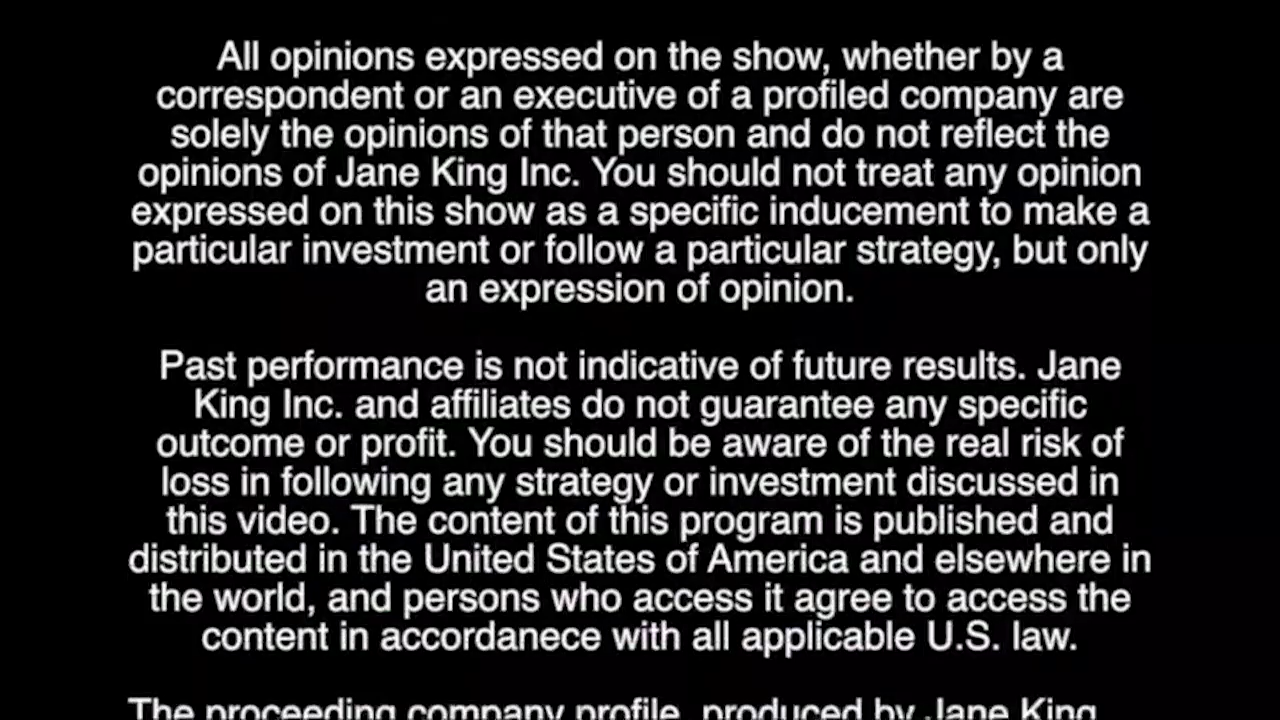 All opinions expressed on the show, whether by a
correspondent or an executive of a profiled company are
solely the opinions of that person and do not reflect the
opinions of Jane King Inc. You should not treat any opinion
expressed on this show as a specific inducement to make a
particular investment or follow a particular strategy, but only
an expression of opinion.
Past performance is not indicative of future results. Jane
King Inc. and affiliates do not guarantee any specific
outcome or profit. You should be aware of the real risk of
loss in following any strategy or investment discussed in
this video. The content of this program is published and
distributed in the United States of America and elsewhere in
the world, and persons who access it agree to access the
content in accordanece with all applicable U.S. law.
The proceeding company profile, produced by Jane King